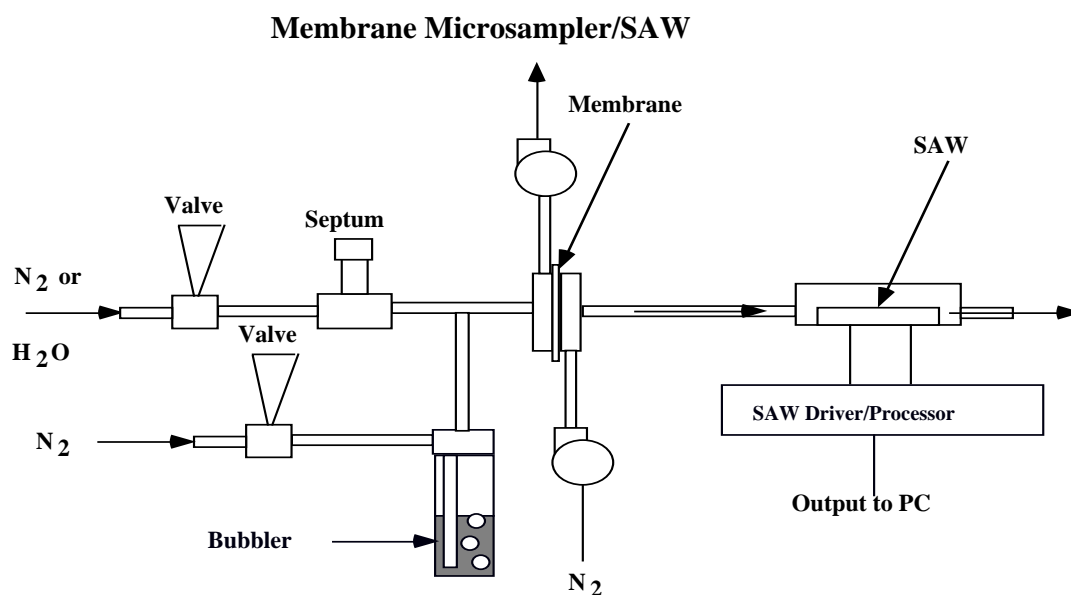 Membrane Microsampler/SAW
Membrane
SAW
Valve
Septum
N2 or
H2O
Valve
N2
SAW Driver/Processor
Output to PC
Bubbler
N2